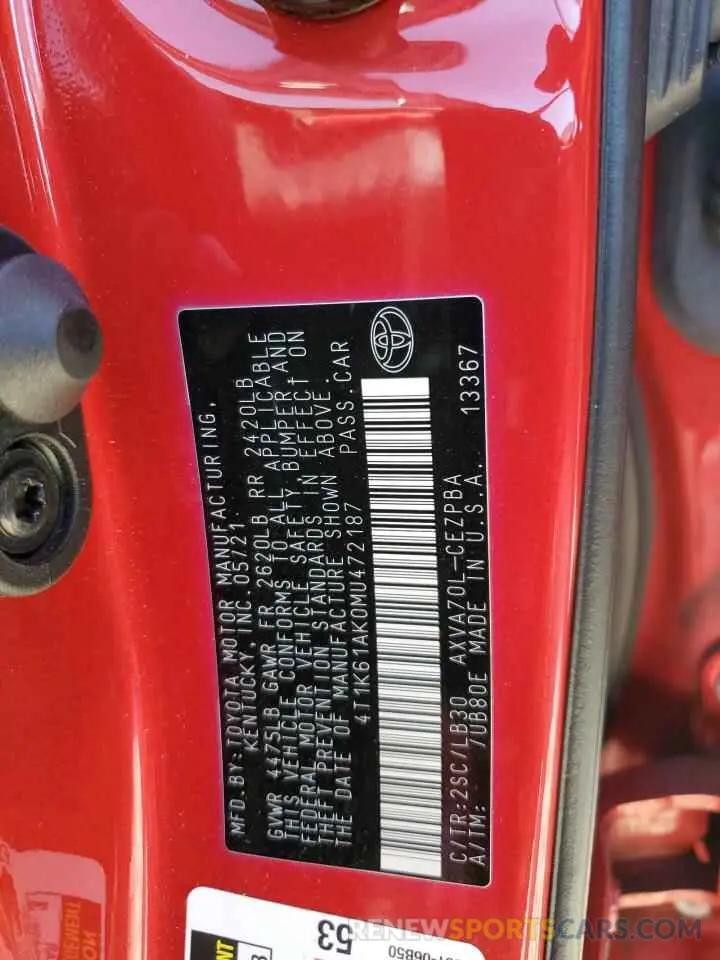 MFD. BY: TOYOTA MOTOR MANUFACTURING,
KENTUCKY, INC. 05/21
GVWR 4475LB GAWR FR 2620LB RR 2420LB
THIS VEHICLE CONFORMS TO ALL APPLICABLE
FEDERAL MOTOR VEHICLE SAFETY, BUMPER AND
THEFT PREVENTION STANDARDS IN EFFECT ON
THE DATE OF MANUFACTURE SHOWN ABOVE.
4T1K61AK0MU472187 PASS. CAR
C/TR: 2SC/LB30 AXVA70L-CEZPBA
A/TM: /UB80E MADE IN U.S.A. 13367
53
06B50
RENEWSPORTSCARS.COM